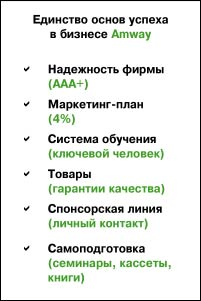 Единство основ успеха
в бизнесе Amway
Надежность фирмы
(ААА+)
Маркетинг-план
(4%)
Система обучения
(ключевой человек)
Товары
(гарантии качества)
Спонсорская линия
(личный контакт)
Самоподготовка
(семинары, кассеты,
книги)